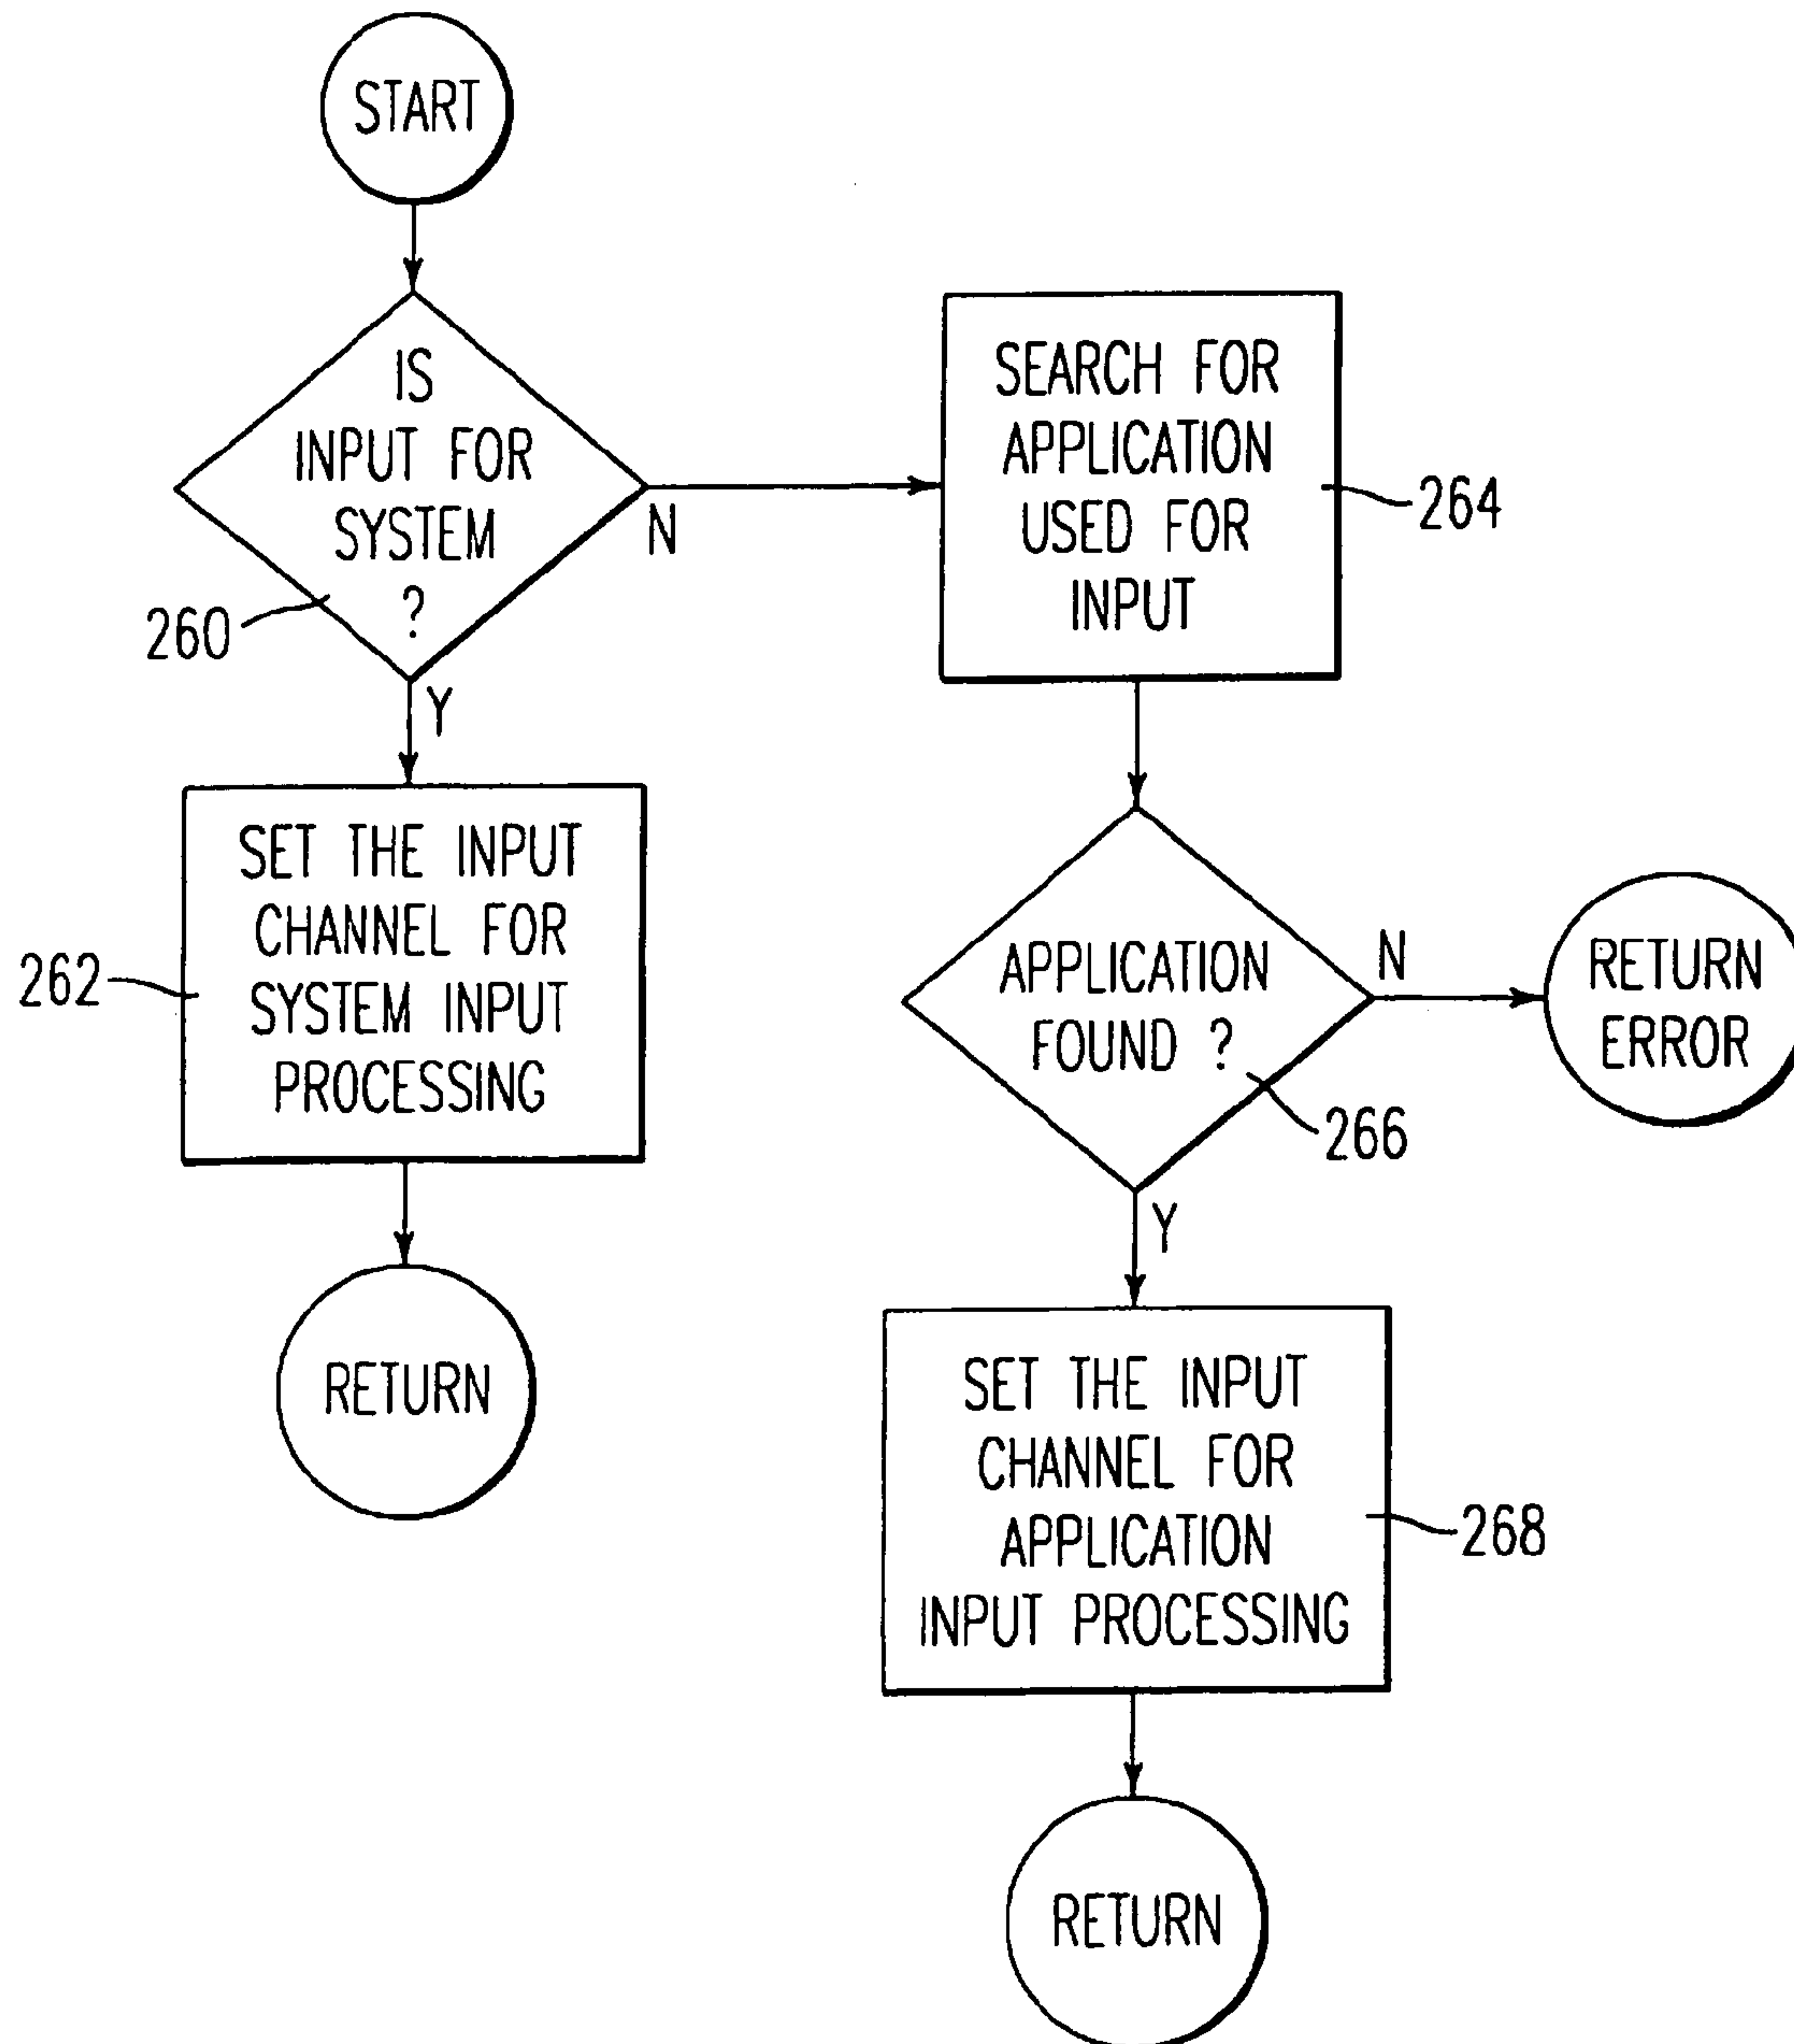 START
IS
INPUT FOR
SYSTEM
?
260
N
Y
SET THE INPUT
CHANNEL FOR
SYSTEM INPUT
PROCESSING
262
RETURN
SEARCH FOR
APPLICATION
USED FOR
INPUT
264
APPLICATION
FOUND ?
266
N
RETURN
ERROR
Y
SET THE INPUT
CHANNEL FOR
APPLICATION
INPUT PROCESSING
268
RETURN